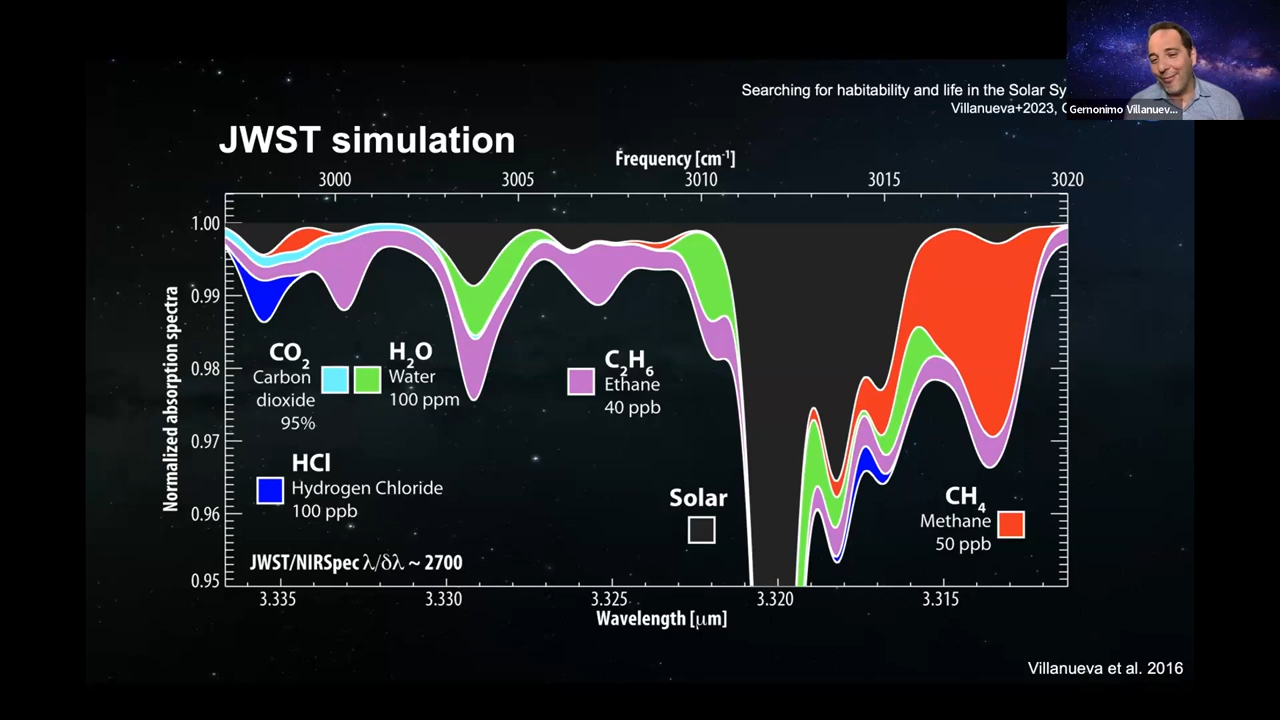 Searching for habitability and life in the Solar Sy
Villanueva+2023,
Gernonimo Villanuev...
JWST simulation
Frequency [cm-1]
3000 3005 3010 3015 3020
1.00
0.99
0.98
0.97
0.96
0.95
Normalized absorption spectra
CO2
Carbon
dioxide
95%
H2O
Water
100 ppm
C2H6
Ethane
40 ppb
HCl
Hydrogen Chloride
100 ppb
Solar
CH4
Methane
50 ppb
JWST/NIRSpec λ/δλ ~ 2700
3.335 3.330 3.325 3.320 3.315
Wavelength [μm]
Villanueva et al. 2016